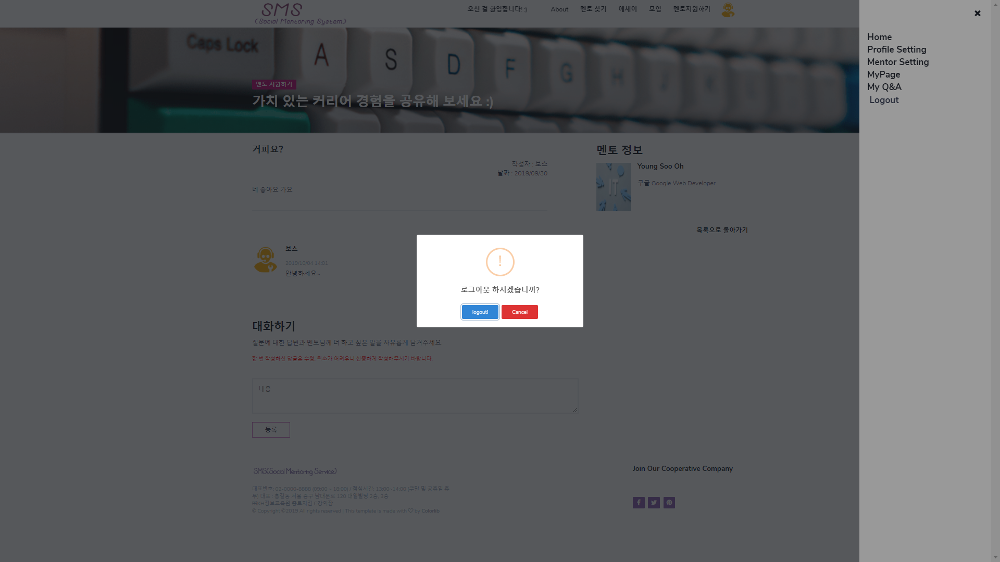 SMS
(Social Mentoring System)
오신 걸 환영합니다! :)
About
멘토 찾기
에세이
모임
멘토지원하기
Caps Lock
A
S
D
F
G
H
멘토 지원하기
가치 있는 커리어 경험을 공유해 보세요 :)
Home
Profile Setting
Mentor Setting
MyPage
My Q&A
Logout
커피요?
작성자 : 보스
날짜 : 2019/09/30
네 좋아요 가요
멘토 정보
IT
Young Soo Oh
구글 Google Web Developer
목록으로 돌아가기
보스
2019/10/04 14:01
안녕하세요~
!
로그아웃 하시겠습니까?
logout!
Cancel
대화하기
질문에 대한 답변과 멘토님께 더 하고 싶은 말을 자유롭게 남겨주세요.
한 번 작성하신 답글은 수정, 취소가 어려우니 신중하게 작성해주시기 바랍니다.
내용
등록
SMS(Social Mentoring Service)
대표번호: 02-0000-8888 (09:00 ~ 18:00) / 점심시간: 13:00~14:00 (주말 및 공휴일 휴
무) 대표 : 홍길동 서울 중구 남대문로 120 대일빌딩 2층, 3층
㈜KH정보교육원 종로지점 C강의장
© Copyright ©2019 All rights reserved | This template is made with ♡ by Colorlib
Join Our Cooperative Company